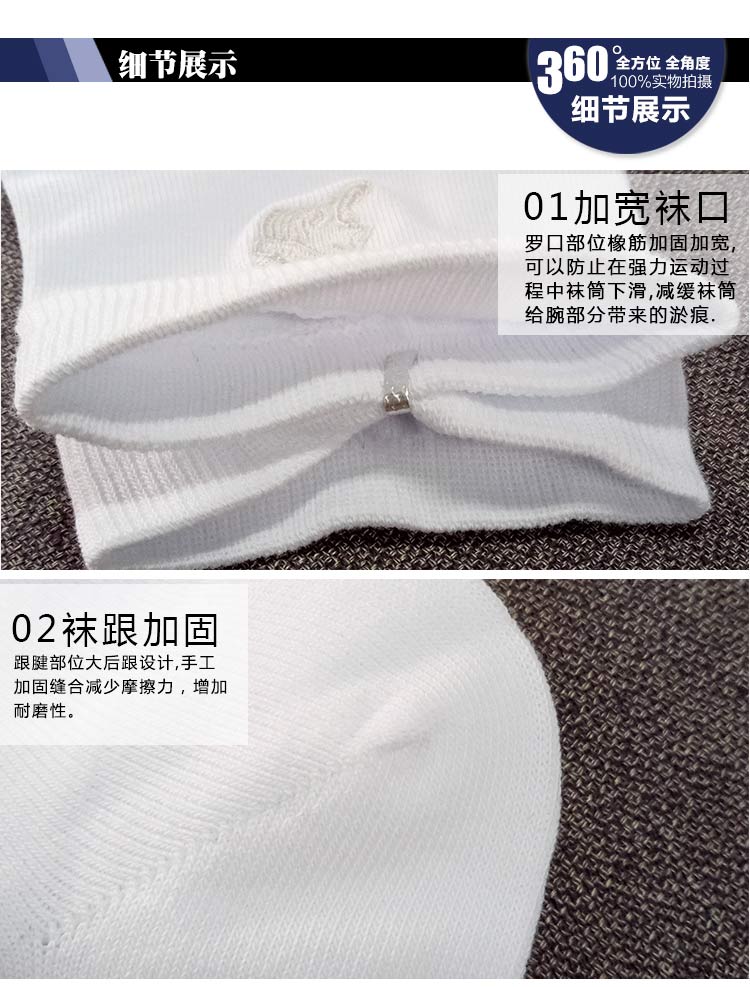 细节展示
360°全方位 全角度
100%实物拍摄
细节展示
01加宽袜口
罗口部位橡筋加固加宽,
可以防止在强力运动过
程中袜筒下滑,减缓袜筒
给腕部分带来的淤痕.
02袜跟加固
跟腱部位大后跟设计,手工
加固缝合减少摩擦力，增加
耐磨性。